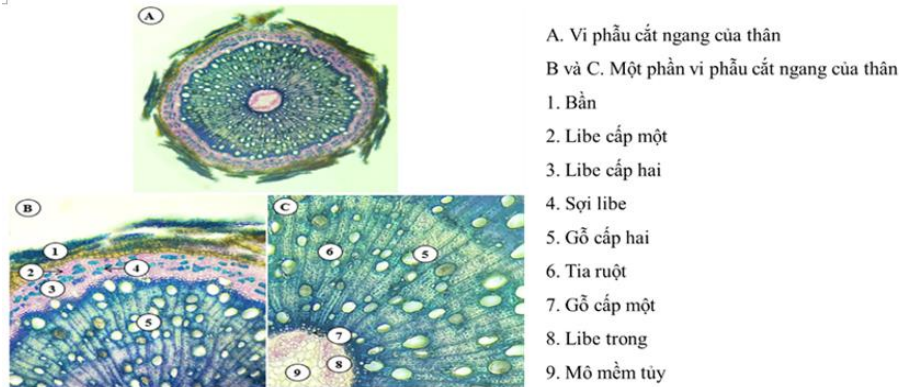 A
B
1
2
4
3
5
C
6
5
7
8
9
A. Vi phẫu cắt ngang của thân
B và C. Một phần vi phẫu cắt ngang của thân
1. Bần
2. Libe cấp một
3. Libe cấp hai
4. Sợi libe
5. Gỗ cấp hai
6. Tia ruột
7. Gỗ cấp một
8. Libe trong
9. Mô mềm tủy